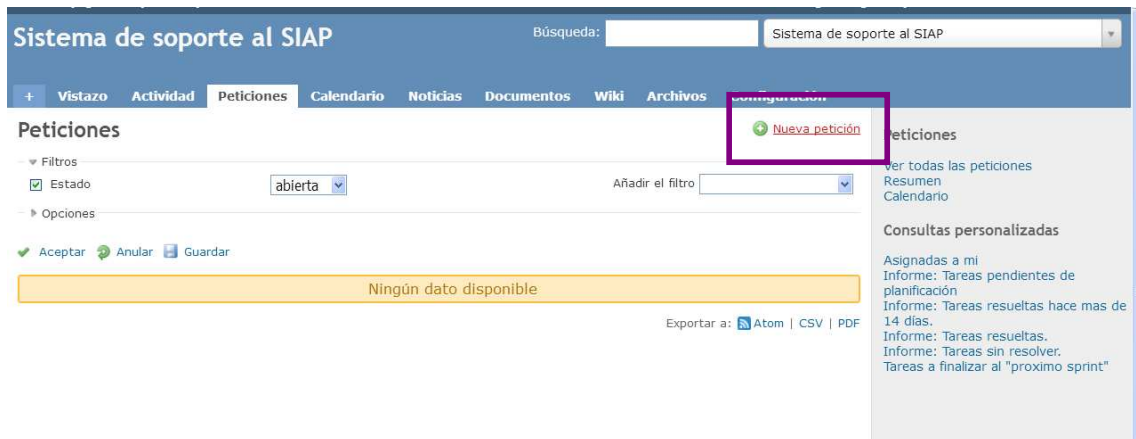 Sistema de soporte al SIAP
Búsqueda:
Sistema de soporte al SIAP
+ Vistazo Actividad Peticiones Calendario Noticias Documentos Wiki Archivos Configuración
Peticiones
Nueva petición
Filtros
Estado abierta Añadir el filtro
Opciones
Aceptar Anular Guardar
Ningún dato disponible
Exportar a: Atom | CSV | PDF
Peticiones
Ver todas las peticiones
Resumen
Calendario
Consultas personalizadas
Asignadas a mi
Informe: Tareas pendientes de
planificación
Informe: Tareas resueltas hace mas de
14 días.
Informe: Tareas resueltas.
Informe: Tareas sin resolver.
Tareas a finalizar al "proximo sprint"